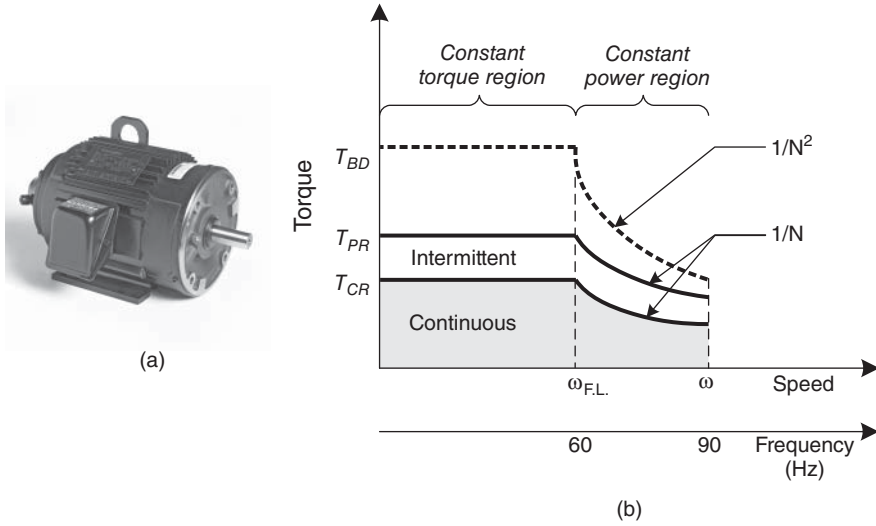 Constant
torque region
Constant
power region
Torque
T_BD
T_PR
T_CR
Intermittent
Continuous
1/N²
1/N
ω_F.L.
ω
Speed
60
90
Frequency
(Hz)
(a)
(b)